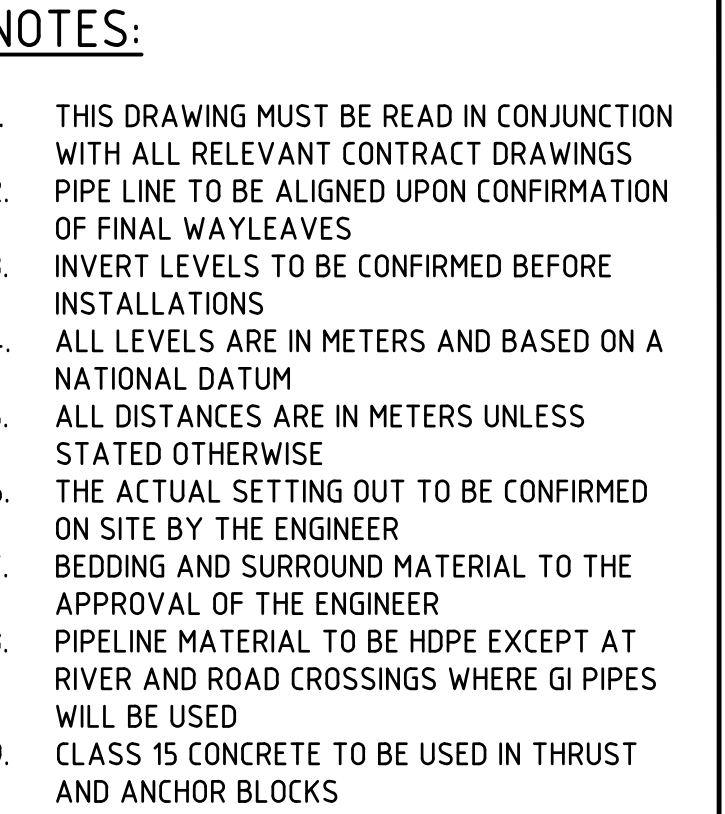 NOTES:
. THIS DRAWING MUST BE READ IN CONJUNCTION
WITH ALL RELEVANT CONTRACT DRAWINGS
. PIPE LINE TO BE ALIGNED UPON CONFIRMATION
OF FINAL WAYLEAVES
. INVERT LEVELS TO BE CONFIRMED BEFORE
INSTALLATIONS
. ALL LEVELS ARE IN METERS AND BASED ON A
NATIONAL DATUM
. ALL DISTANCES ARE IN METERS UNLESS
STATED OTHERWISE
. THE ACTUAL SETTING OUT TO BE CONFIRMED
ON SITE BY THE ENGINEER
. BEDDING AND SURROUND MATERIAL TO THE
APPROVAL OF THE ENGINEER
. PIPELINE MATERIAL TO BE HDPE EXCEPT AT
RIVER AND ROAD CROSSINGS WHERE GI PIPES
WILL BE USED
. CLASS 15 CONCRETE TO BE USED IN THRUST
AND ANCHOR BLOCKS